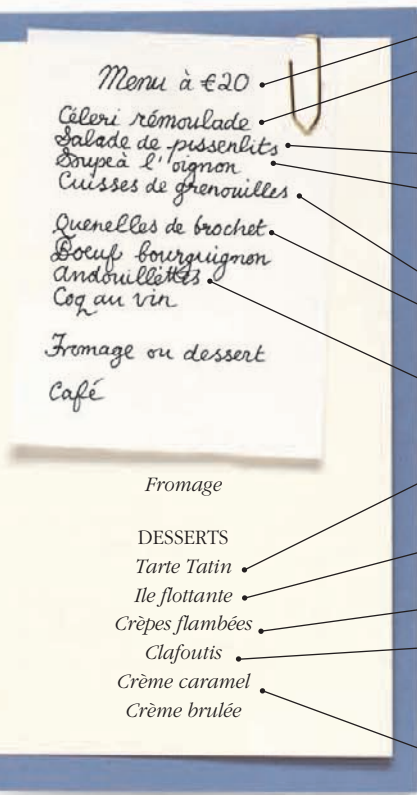 Menu à €20
Céleri rémoulade
Salade de pissenlits
Soupe à l'oignon
Cuisses de grenouilles
Quenelles de brochet
Boeuf bourguignon
andouillettes
Coq au vin
Fromage ou dessert
Café
Fromage
DESSERTS
Tarte Tatin
Ile flottante
Crèpes flambées
Clafoutis
Crème caramel
Crème brulée